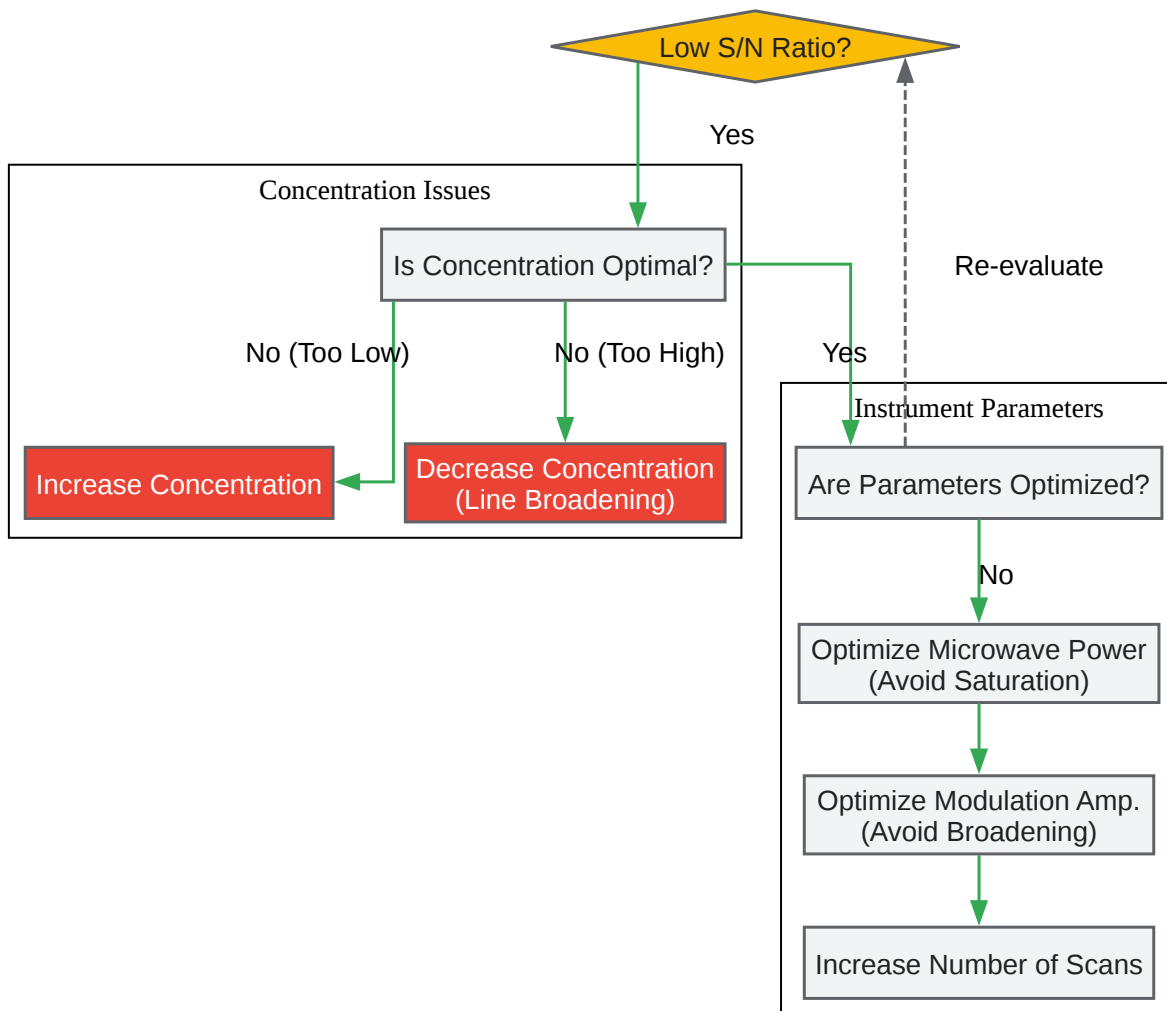 Low S/N Ratio?
Yes
Concentration Issues
Is Concentration Optimal?
Re-evaluate
No (Too Low)
No (Too High)
Yes
Instrument Parameters
Increase Concentration
Decrease Concentration
(Line Broadening)
Are Parameters Optimized?
No
Optimize Microwave Power
(Avoid Saturation)
Optimize Modulation Amp.
(Avoid Broadening)
Increase Number of Scans